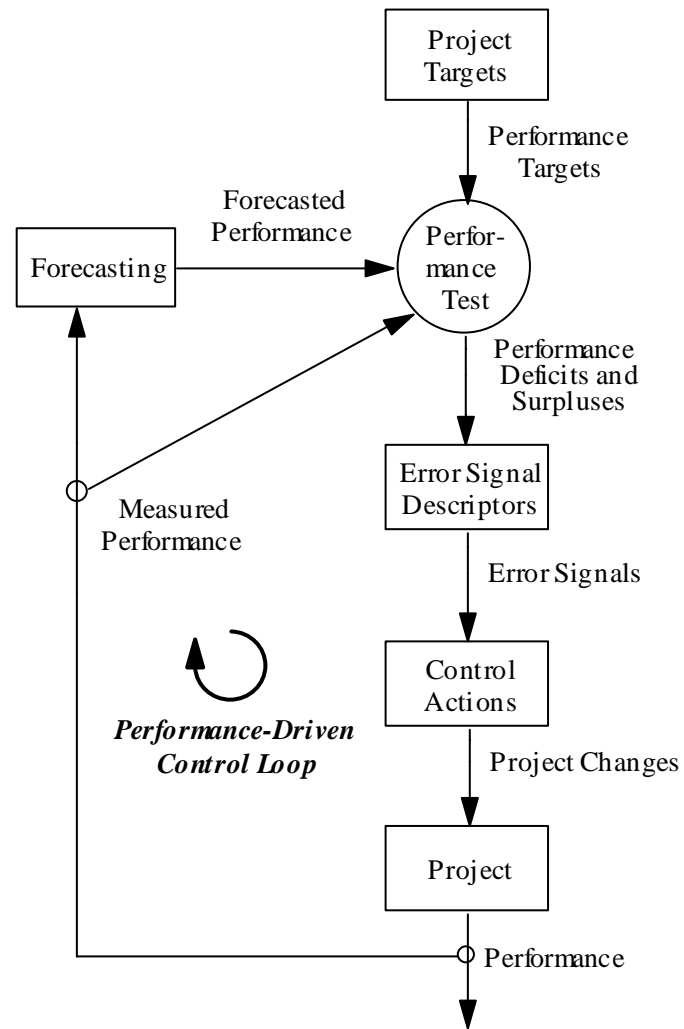 Project
Targets
Performance
Targets
Forecasted
Performance
Forecasting
Perfor-
mance
Test
Performance
Deficits and
Surpluses
Error Signal
Descriptors
Measured
Performance
Error Signals
Control
Actions
Performance-Driven
Control Loop
Project Changes
Project
Performance